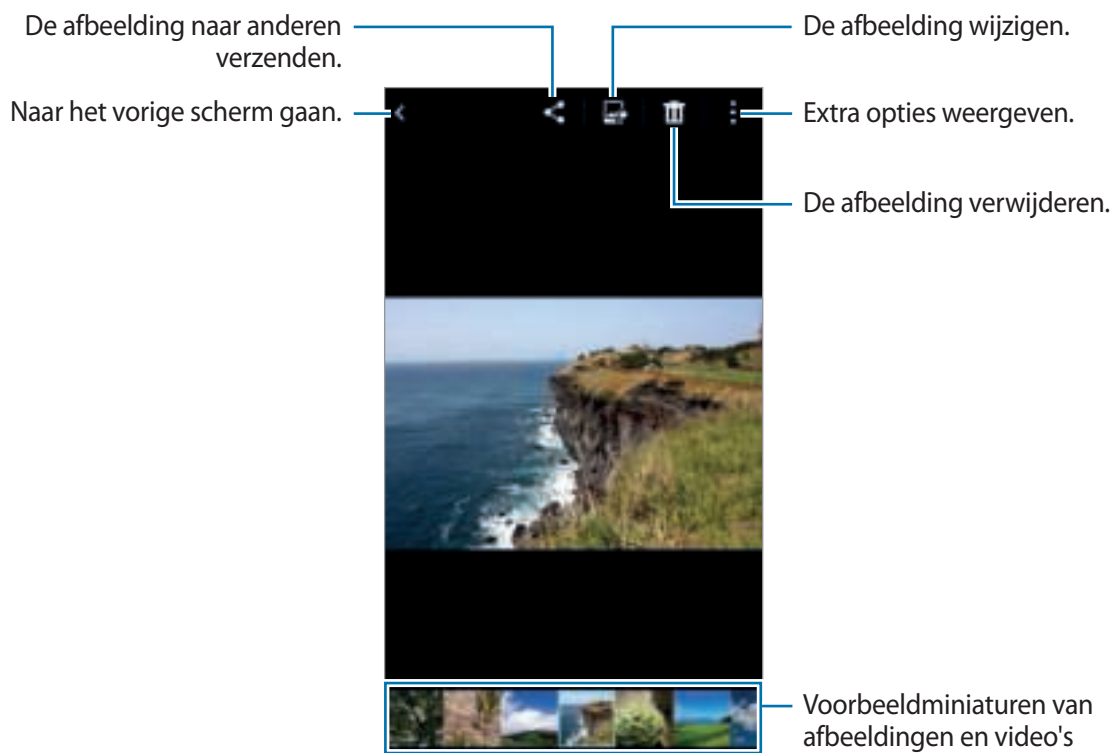 De afbeelding naar anderen
verzenden.
De afbeelding wijzigen.
Naar het vorige scherm gaan.
Extra opties weergeven.
De afbeelding verwijderen.
Voorbeeldminiaturen van
afbeeldingen en video's